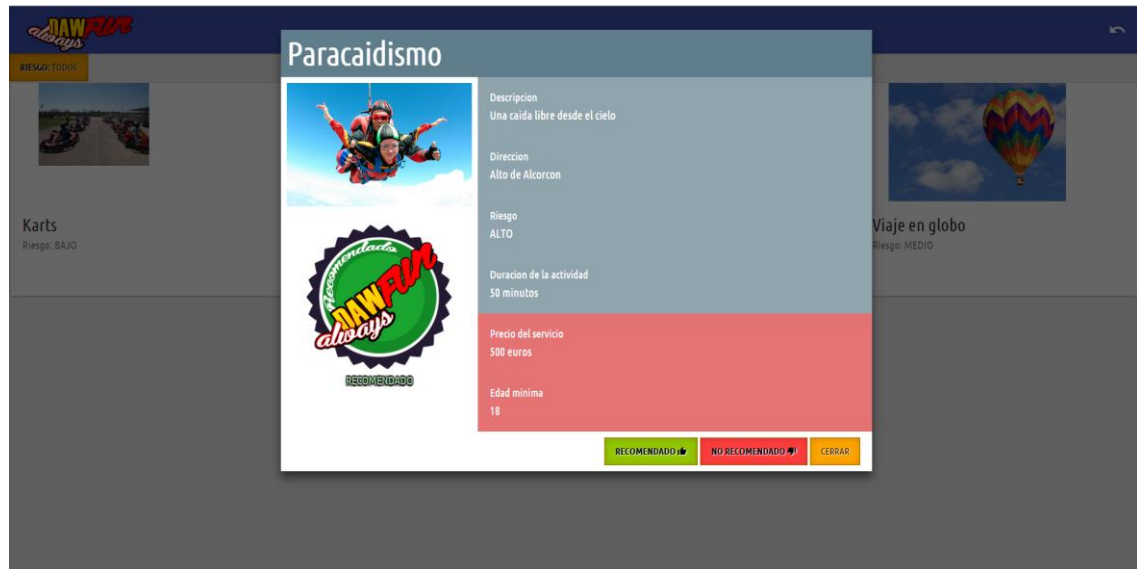 always DAW FUN
RIESGO: TODOS
Karts
Riesgo: BAJO
Paracaidismo
Descripcion
Una caida libre desde el cielo
Direccion
Alto de Alcorcon
Riesgo
ALTO
Duracion de la actividad
50 minutos
Precio del servicio
500 euros
Edad minima
18
Recomendado
DAW FUN
always
RECOMENDADO
RECOMENDADO
NO RECOMENDADO
CERRAR
Viaje en globo
Riesgo: MEDIO